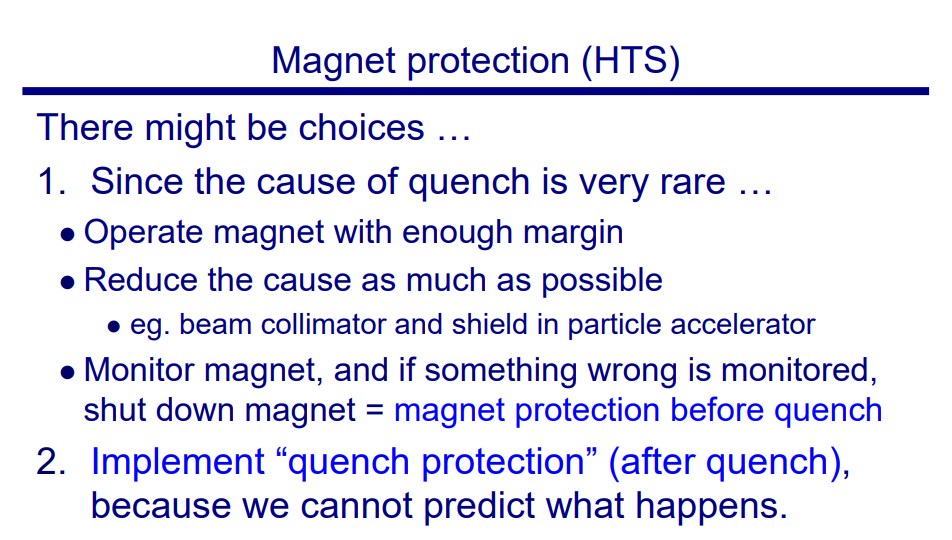 Magnet protection (HTS)
There might be choices …
1. Since the cause of quench is very rare …
● Operate magnet with enough margin
● Reduce the cause as much as possible
● eg. beam collimator and shield in particle accelerator
● Monitor magnet, and if something wrong is monitored,
shut down magnet = magnet protection before quench
2. Implement “quench protection” (after quench),
because we cannot predict what happens.